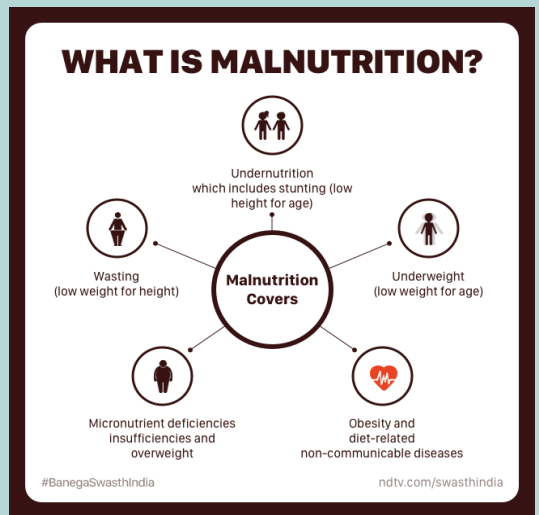 WHAT IS MALNUTRITION?
Undernutrition
which includes stunting (low
height for age)
Wasting
(low weight for height)
Malnutrition
Covers
Underweight
(low weight for age)
Micronutrient deficiencies
insufficiencies and
overweight
Obesity and
diet-related
non-communicable diseases
#BanegaSwasthIndia
ndtv.com/swasthindia